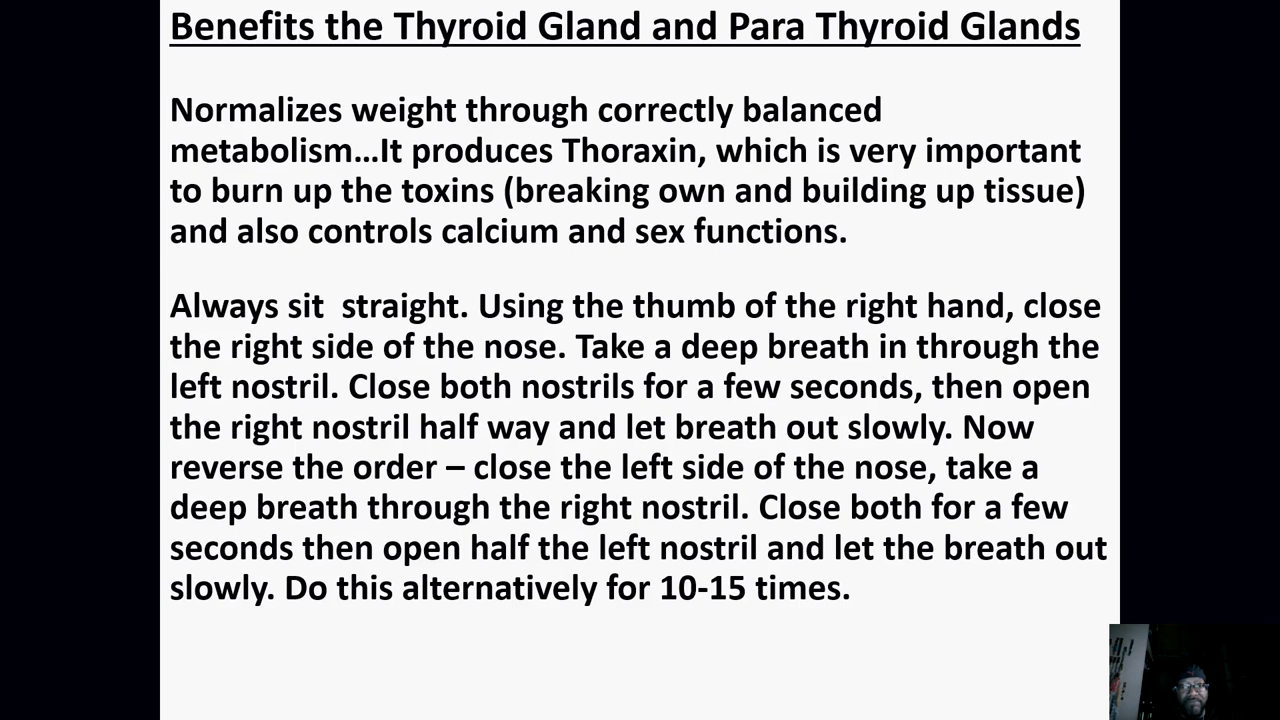 Benefits the Thyroid Gland and Para Thyroid Glands
Normalizes weight through correctly balanced
metabolism...It produces Thoraxin, which is very important
to burn up the toxins (breaking own and building up tissue)
and also controls calcium and sex functions.
Always sit  straight. Using the thumb of the right hand, close
the right side of the nose. Take a deep breath in through the
left nostril. Close both nostrils for a few seconds, then open
the right nostril half way and let breath out slowly. Now
reverse the order – close the left side of the nose, take a
deep breath through the right nostril. Close both for a few
seconds then open half the left nostril and let the breath out
slowly. Do this alternatively for 10-15 times.